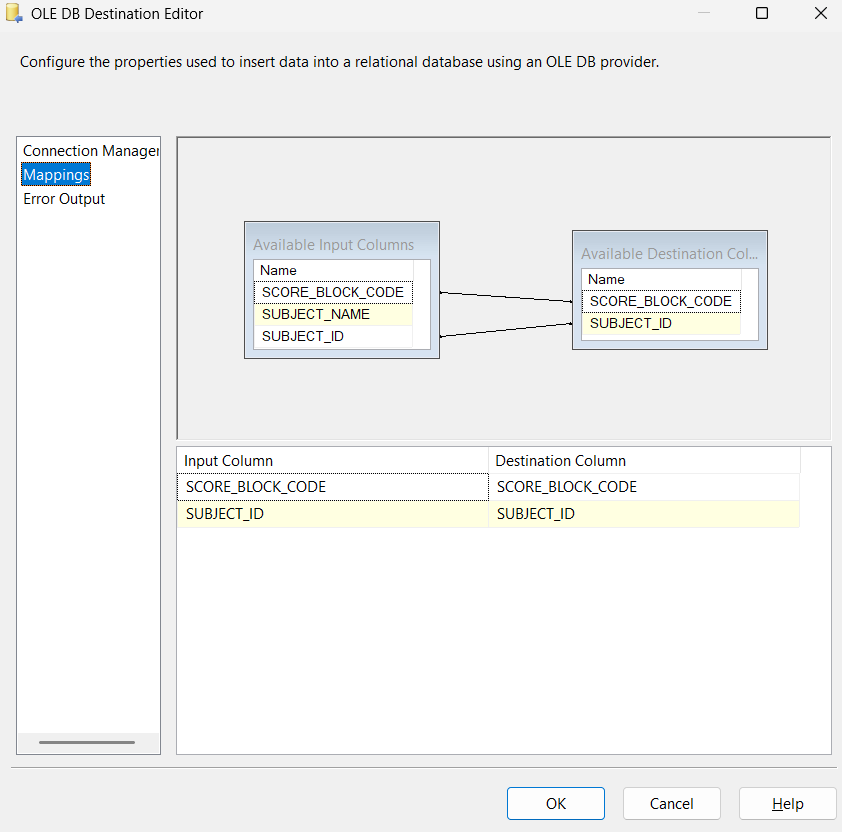 OLE DB Destination Editor
Configure the properties used to insert data into a relational database using an OLE DB provider.
Connection Manager
Mappings
Error Output
Available Input Columns
Name
SCORE_BLOCK_CODE
SUBJECT_NAME
SUBJECT_ID
Available Destination Col...
Name
SCORE_BLOCK_CODE
SUBJECT_ID
Input Column Destination Column
SCORE_BLOCK_CODE SCORE_BLOCK_CODE
SUBJECT_ID SUBJECT_ID
OK Cancel Help